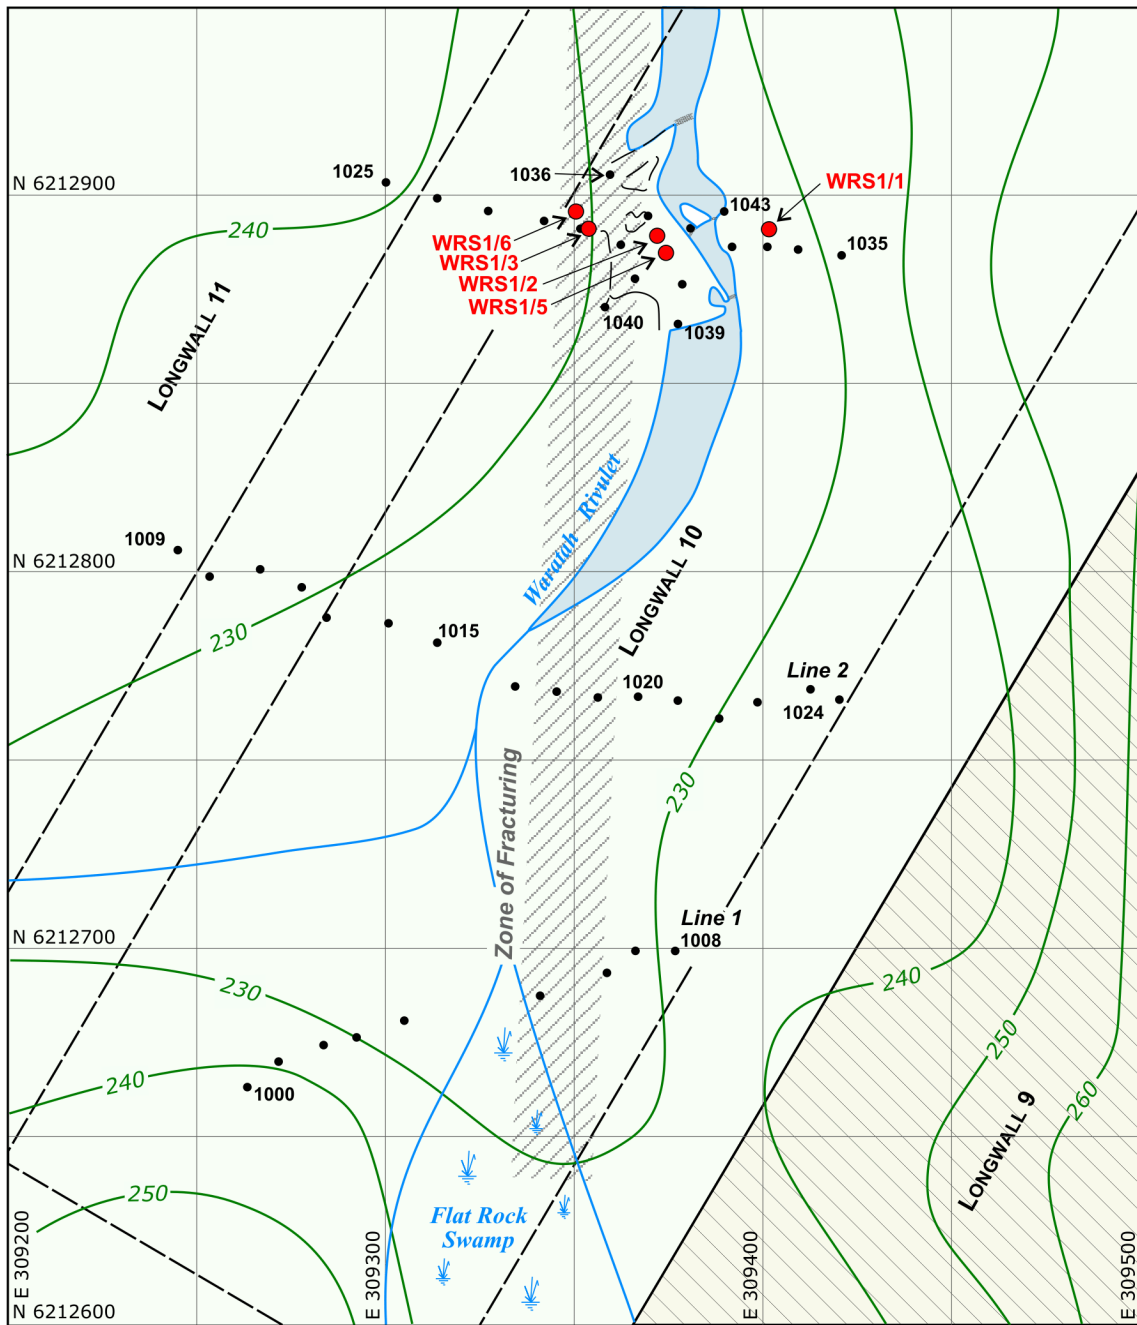 1025
1036
WRS1/1
N 6212900
1043
240
WRS1/6
1035
WRS1/3
WRS1/2
WRS1/5
LONGWALL 11
1040
1039
Waratah Rivulet
1009
N 6212800
LONGWALL 10
230
1015
Line 2
1020
1024
230
Zone of Fracturing
Line 1
N 6212700
1008
230
240
250
240
1000
260
LONGWALL 9
250
Flat Rock
Swamp
E 309200
E 309300
E 309400
E 309500
N 6212600